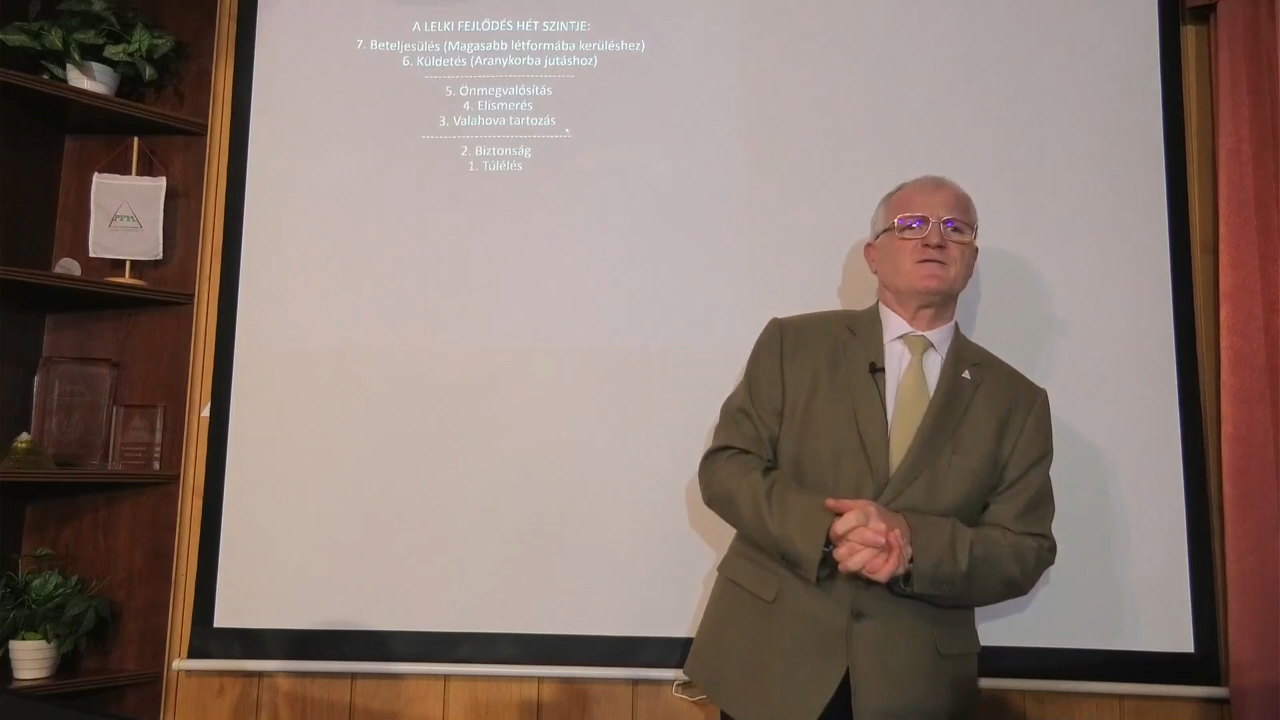 A LELKI FEJLŐDÉS HÉT SZINTJE:
7. Beteljesülés (Magasabb létformába kerüléshez)
6. Küldetés (Aranykorba jutáshoz)
------------------------------
5. Önmegvalósítás
4. Elismerés
3. Valahova tartozás
------------------------------
2. Biztonság
1. Túlélés